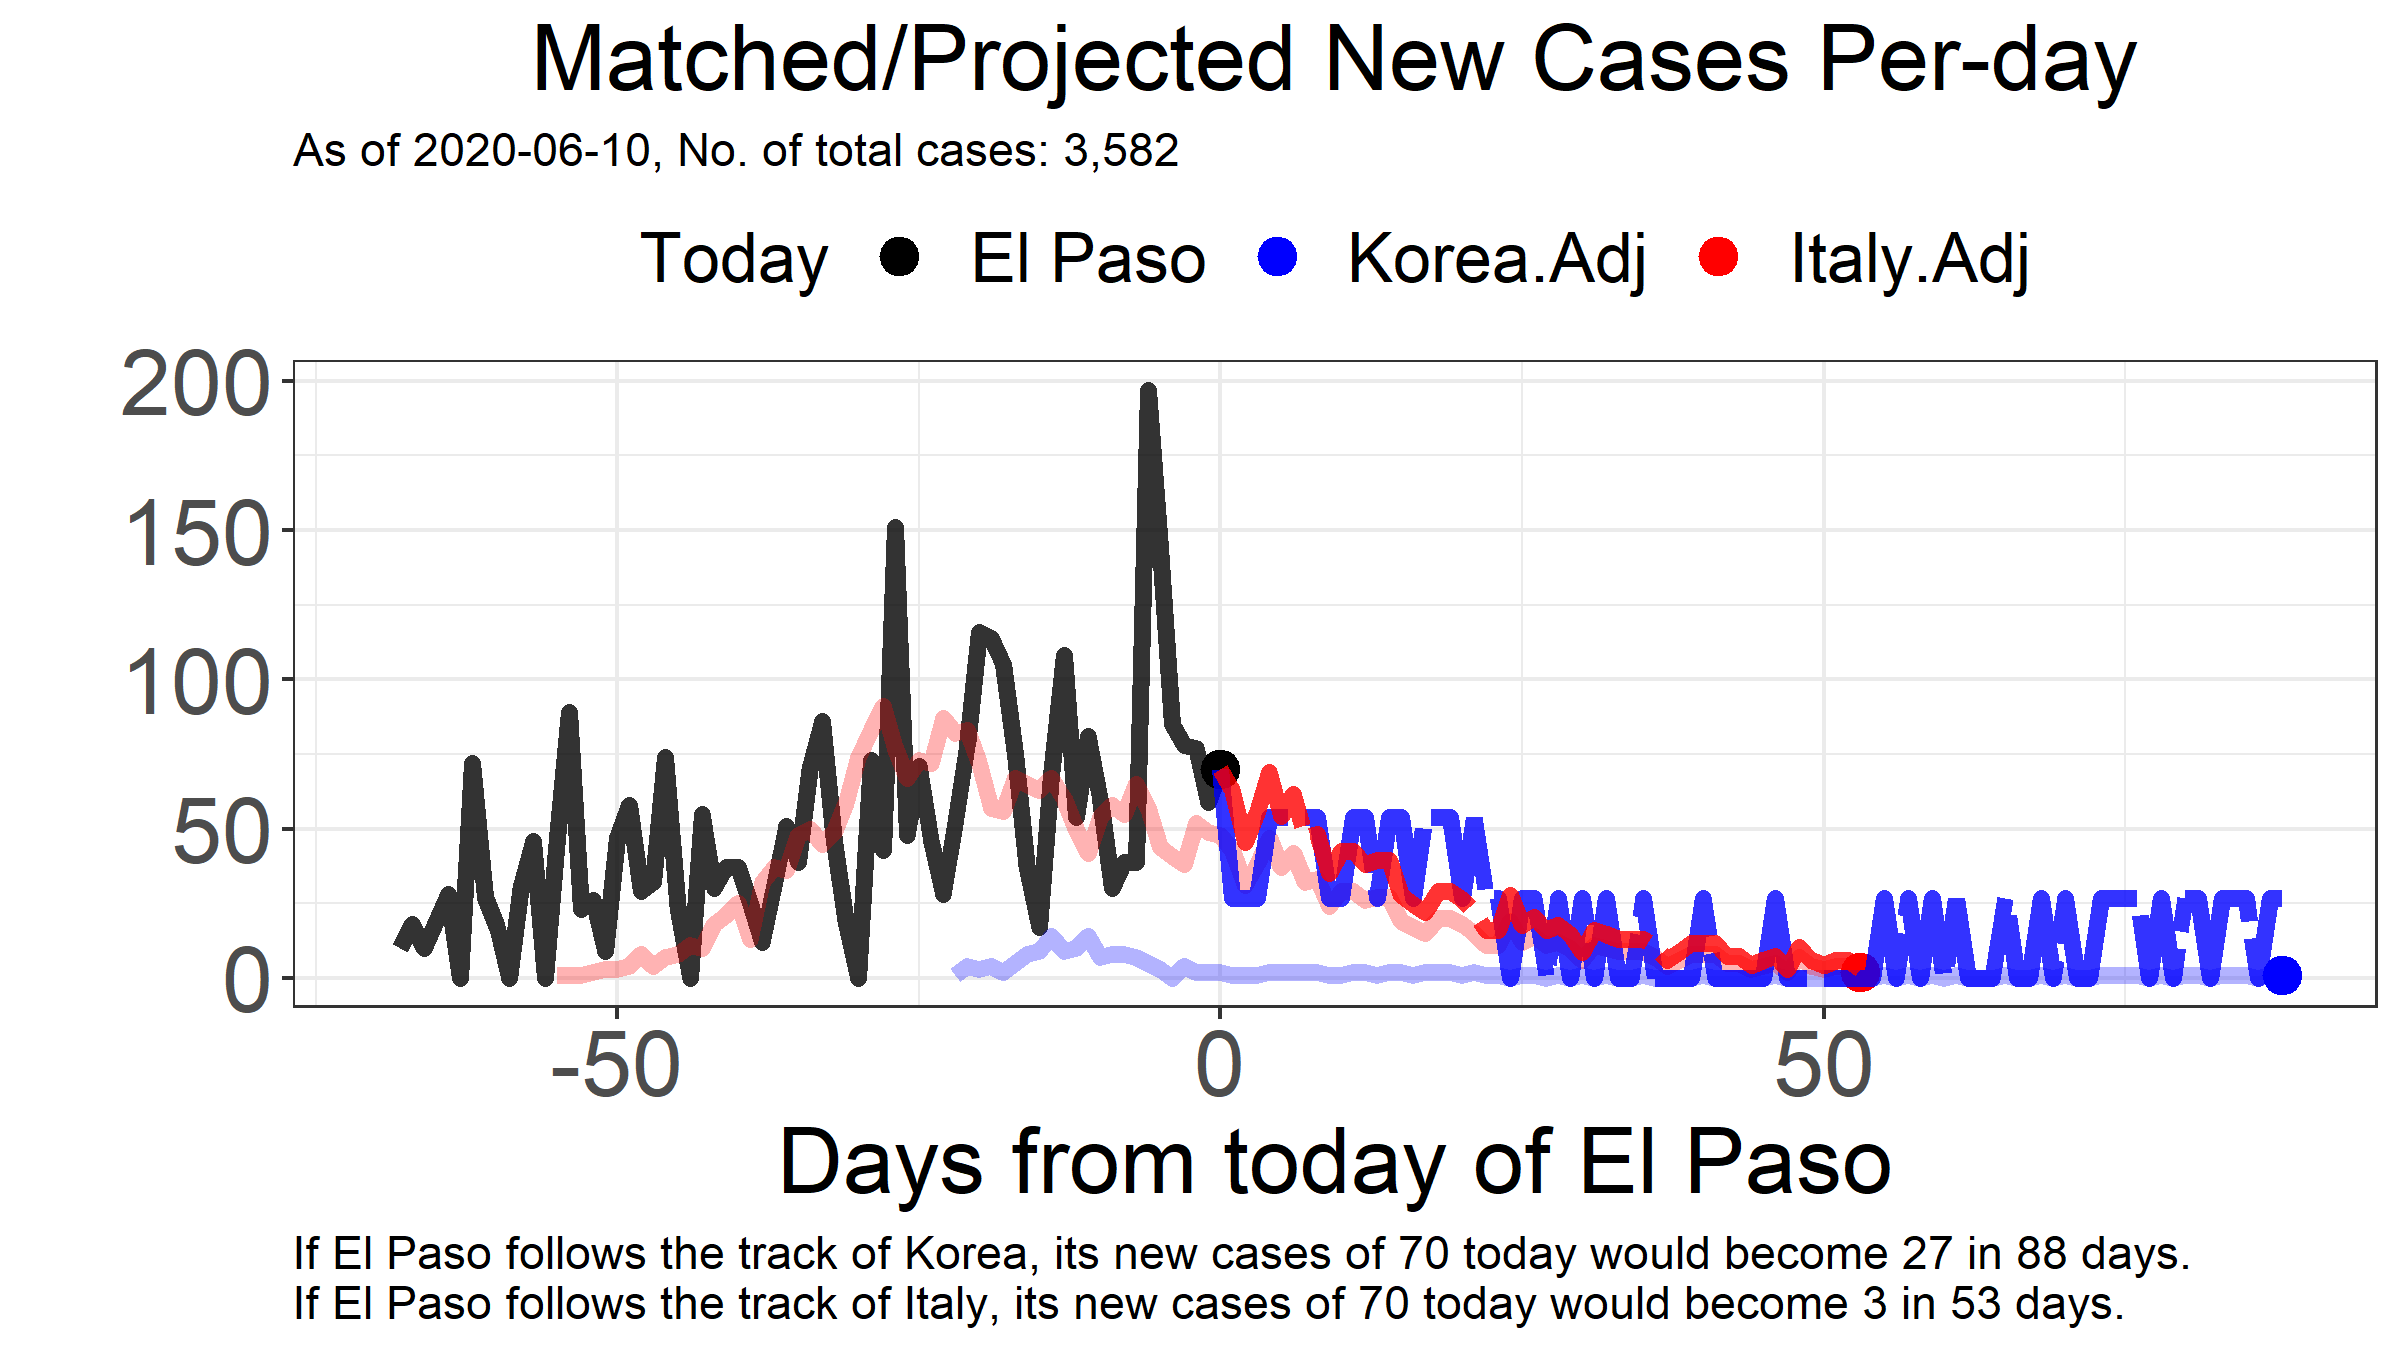 Matched/Projected New Cases Per-day
As of 2020-06-10, No. of total cases: 3,582
Today El Paso Korea.Adj Italy.Adj
200
150
100
50
0
-50 0 50
Days from today of El Paso
If El Paso follows the track of Korea, its new cases of 70 today would become 27 in 88 days.
If El Paso follows the track of Italy, its new cases of 70 today would become 3 in 53 days.